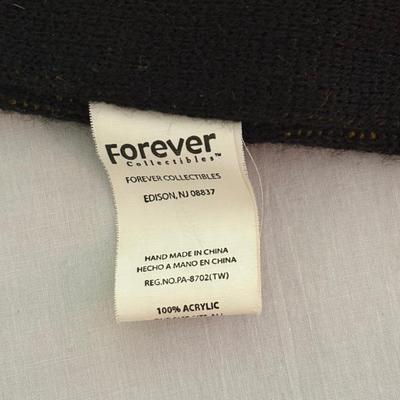 Forever
Collectibles™
FOREVER COLLECTIBLES
EDISON, NJ 08837
HAND MADE IN CHINA
HECHO A MANO EN CHINA
REG.NO.PA-8702(TW)
100% ACRYLIC